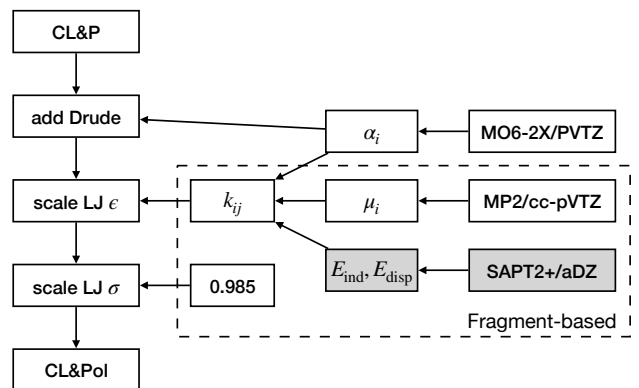 CL&P
add Drude
α_i
MO6-2X/PVTZ
scale LJ ϵ
k_ij
μ_i
MP2/cc-pVTZ
E_ind, E_disp
SAPT2+/aDZ
scale LJ σ
0.985
Fragment-based
CL&Pol